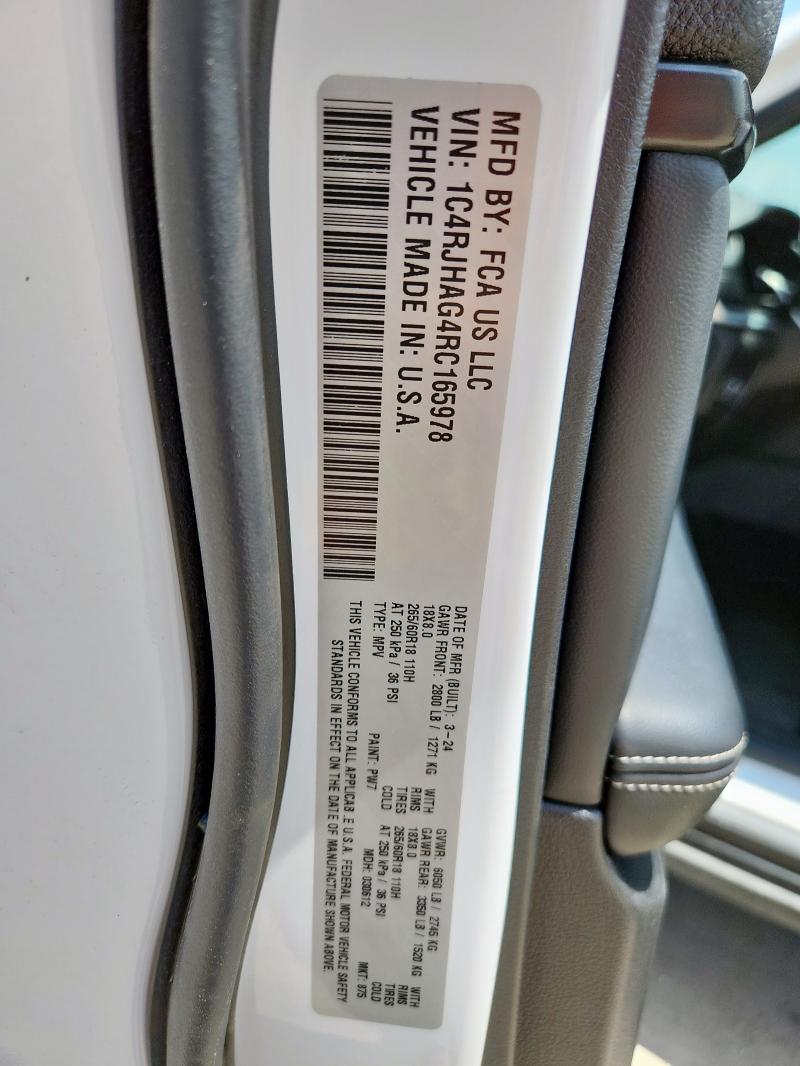 MFD BY: FCA US LLC
VIN: 1C4RJHAG4RC165978
VEHICLE MADE IN: U.S.A.
DATE OF MFR (BUILT): 3-24 GVWR: 6050 LB / 2745 KG
GAWR FRONT: 2800 LB / 1271 KG WITH GAWR REAR: 3350 LB / 1520 KG WITH
18X8.0 RIMS 18X8.0 RIMS
265/60R18 110H TIRES 265/60R18 110H TIRES
AT 250 kPa / 36 PSI COLD AT 250 kPa / 36 PSI COLD
TYPE: MPV PAINT: PW7 MDH: 030612 MKT: 875
THIS VEHICLE CONFORMS TO ALL APPLICAB.E U.S.A. FEDERAL MOTOR VEHICLE SAFETY
STANDARDS IN EFFECT ON THE DATE OF MANUFACTURE SHOWN ABOVE.